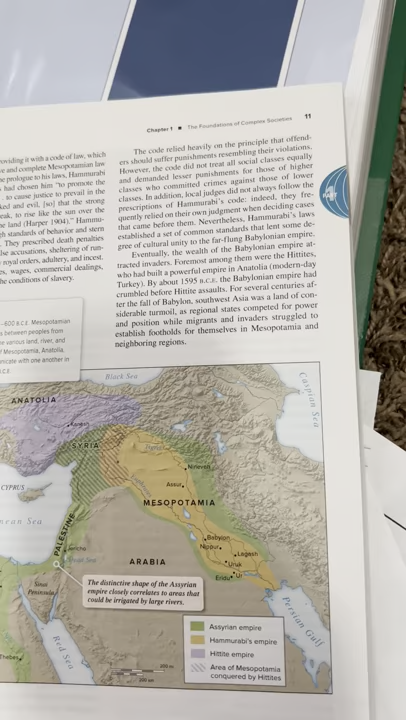 Chapter 1 ■ The Foundations of Complex Societies 11
PART
roviding it with a code of law, which
e and complete Mesopotamian law
e prologue to his laws, Hammurabi
s had chosen him "to promote the
, to cause justice to prevail in the
ked and evil, [so] that the strong
eak, to rise like the sun over the
he land (Harper 1904)." Hammu-
gh standards of behavior and stern
They prescribed death penalties
lse accusations, sheltering of run-
royal orders, adultery, and incest.
es, wages, commercial dealings,
he conditions of slavery.
The code relied heavily on the principle that offend-
ers should suffer punishments resembling their violations.
However, the code did not treat all social classes equally
and demanded lesser punishments for those of higher
classes who committed crimes against those of lower
classes. In addition, local judges did not always follow the
prescriptions of Hammurabi's code: indeed, they fre-
quently relied on their own judgment when deciding cases
that came before them. Nevertheless, Hammurabi's laws
established a set of common standards that lent some de-
gree of cultural unity to the far-flung Babylonian empire.
Eventually, the wealth of the Babylonian empire at-
tracted invaders. Foremost among them were the Hittites,
who had built a powerful empire in Anatolia (modern-day
Turkey). By about 1595 B.C.E. the Babylonian empire had
crumbled before Hittite assaults. For several centuries af-
ter the fall of Babylon, southwest Asia was a land of con-
siderable turmoil, as regional states competed for power
and position while migrants and invaders struggled to
establish footholds for themselves in Mesopotamia and
neighboring regions.
–600 B.C.E. Mesopotamian
s between peoples from
e various land, river, and
f Mesopotamia, Anatolia,
nicate with one another in
.C.E.
Black Sea
Caspian Sea
ANATOLIA
Kanesh
SYRIA
Tigris
Nineveh
CYPRUS
Assur
MESOPOTAMIA
nean Sea
PALESTINE
Babylon
Nippur
Lagash
Jericho
Uruk
Dead Sea
ARABIA
Eridu
Ur
Sinai
Peninsula
The distinctive shape of the Assyrian
empire closely correlates to areas that
could be irrigated by large rivers.
Persian Gulf
Red Sea
Thebes
Assyrian empire
Hammurabi's empire
Hittite empire
Area of Mesopotamia
conquered by Hittites